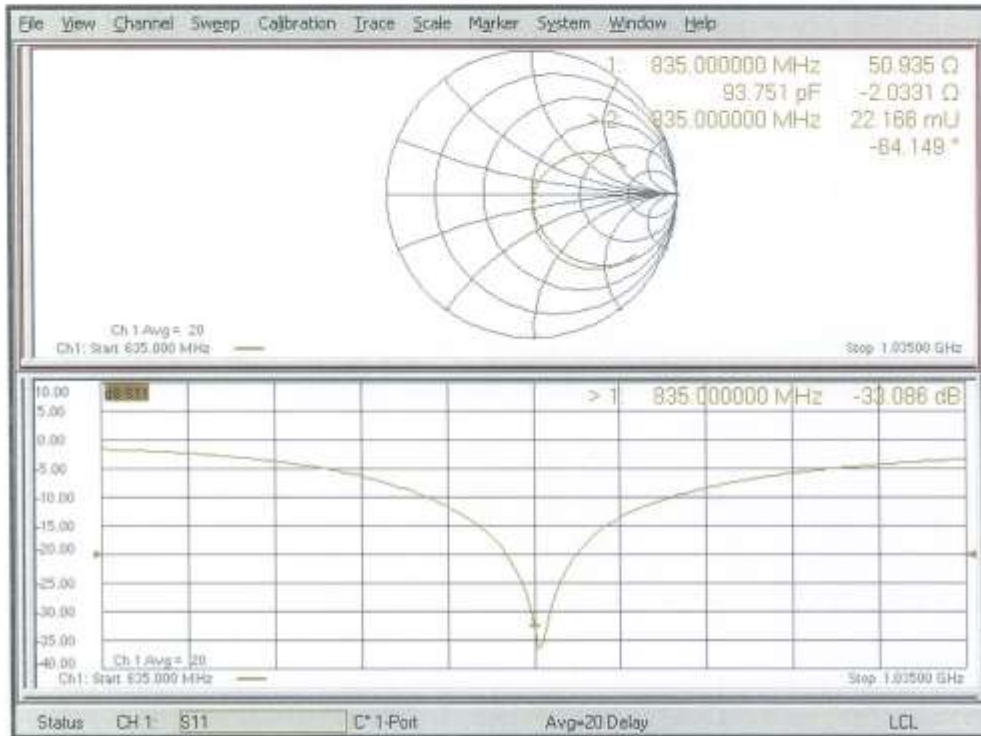 File View Channel Sweep Calibration Trace Scale Marker System Window Help
1: 835.000000 MHz 50.935 Ω
93.751 pF -2.0331 Ω
> 2: 835.000000 MHz 22.166 mU
-64.149 °
Ch 1 Avg = 20
Ch1: Start 635.000 MHz Stop 1.03500 GHz
10.00 dB S11 > 1: 835.000000 MHz -33.086 dB
5.00
0.00
-5.00
-10.00
-15.00
-20.00
-25.00
-30.00
-35.00
-40.00 Ch 1 Avg = 20
Ch1: Start 635.000 MHz Stop 1.03500 GHz
Status CH 1: S11 C* 1-Port Avg=20 Delay LCL